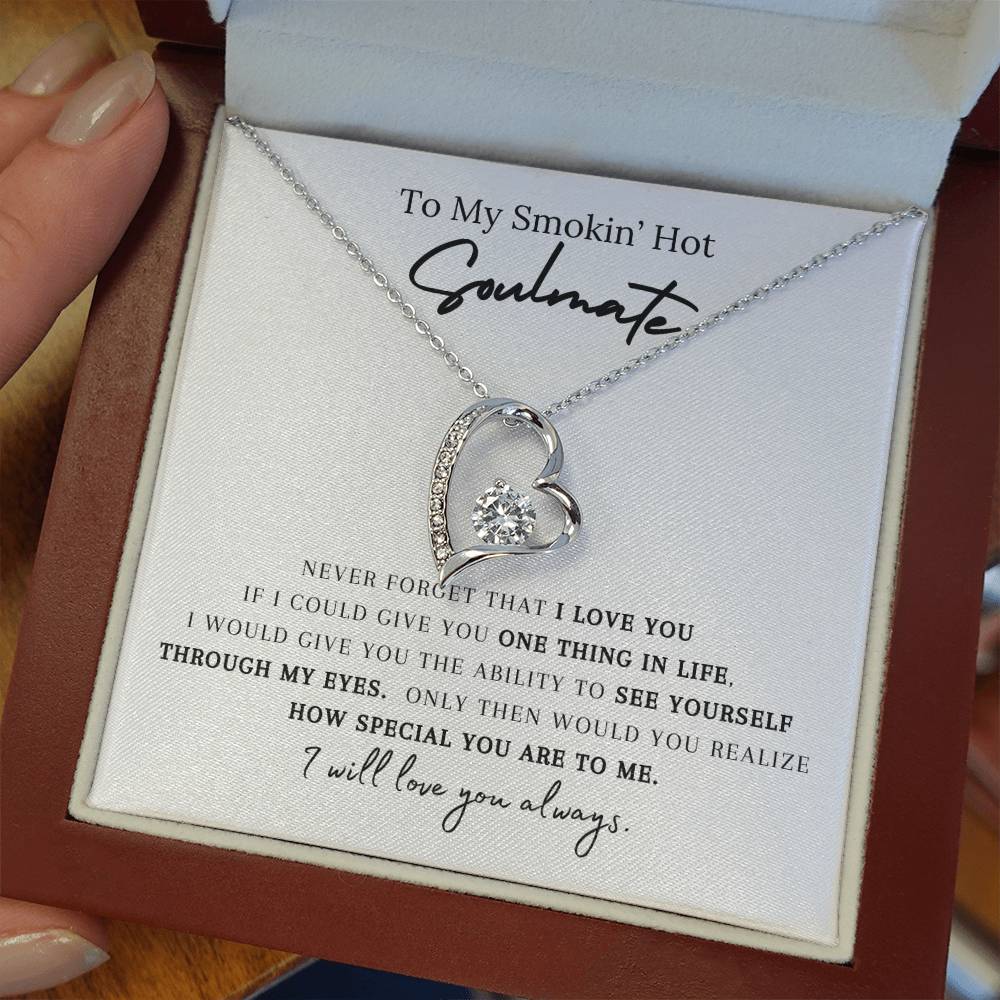 To My Smokin' Hot
Soulmate
NEVER FORGET THAT I LOVE YOU
IF I COULD GIVE YOU ONE THING IN LIFE,
I WOULD GIVE YOU THE ABILITY TO SEE YOURSELF
THROUGH MY EYES. ONLY THEN WOULD YOU REALIZE
HOW SPECIAL YOU ARE TO ME.
I will love you always.